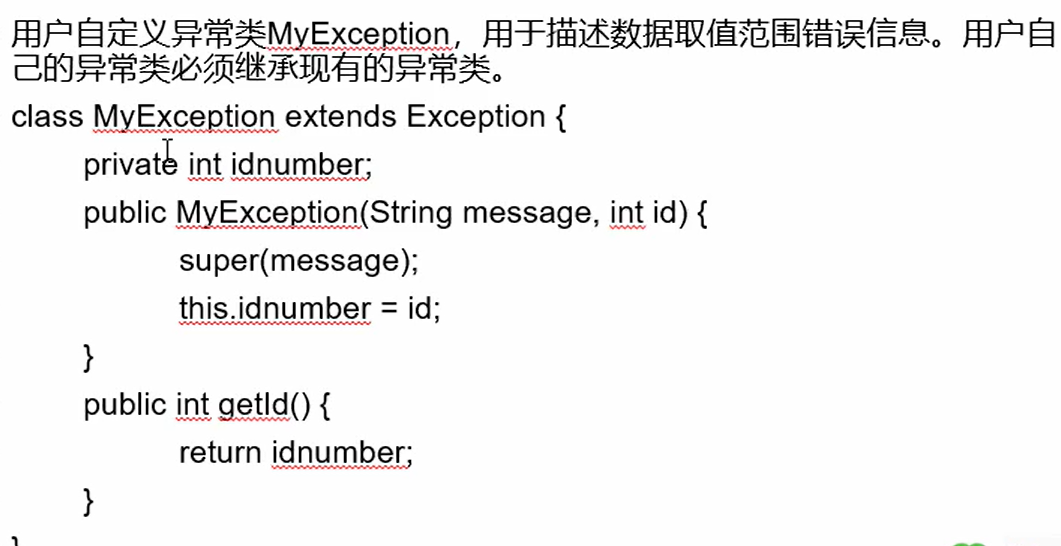 用户自定义异常类MyException，用于描述数据取值范围错误信息。用户自
己的异常类必须继承现有的异常类。
class MyException extends Exception {
private int idnumber;
public MyException(String message, int id) {
super(message);
this.idnumber = id;
}
public int getId() {
return idnumber;
}
}